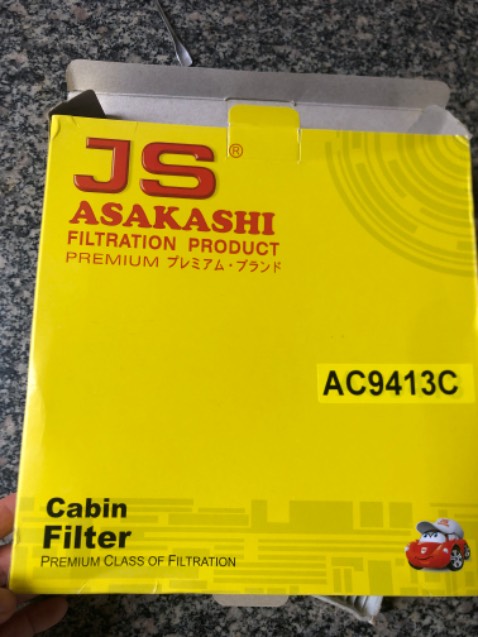 JS®
ASAKASHI
FILTRATION PRODUCT
PREMIUM プレミアム・ブランド
AC9413C
Cabin
Filter
PREMIUM CLASS OF FILTRATION